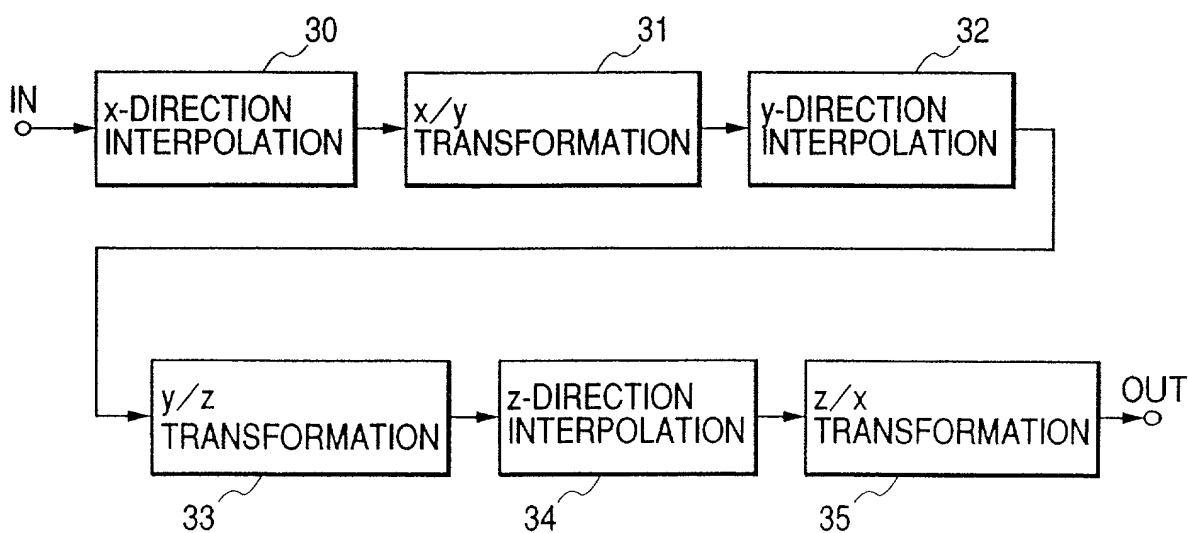 30
31
32
IN
x-DIRECTION
INTERPOLATION
x/y
TRANSFORMATION
y-DIRECTION
INTERPOLATION
y/z
TRANSFORMATION
z-DIRECTION
INTERPOLATION
z/x
TRANSFORMATION
OUT
33
34
35